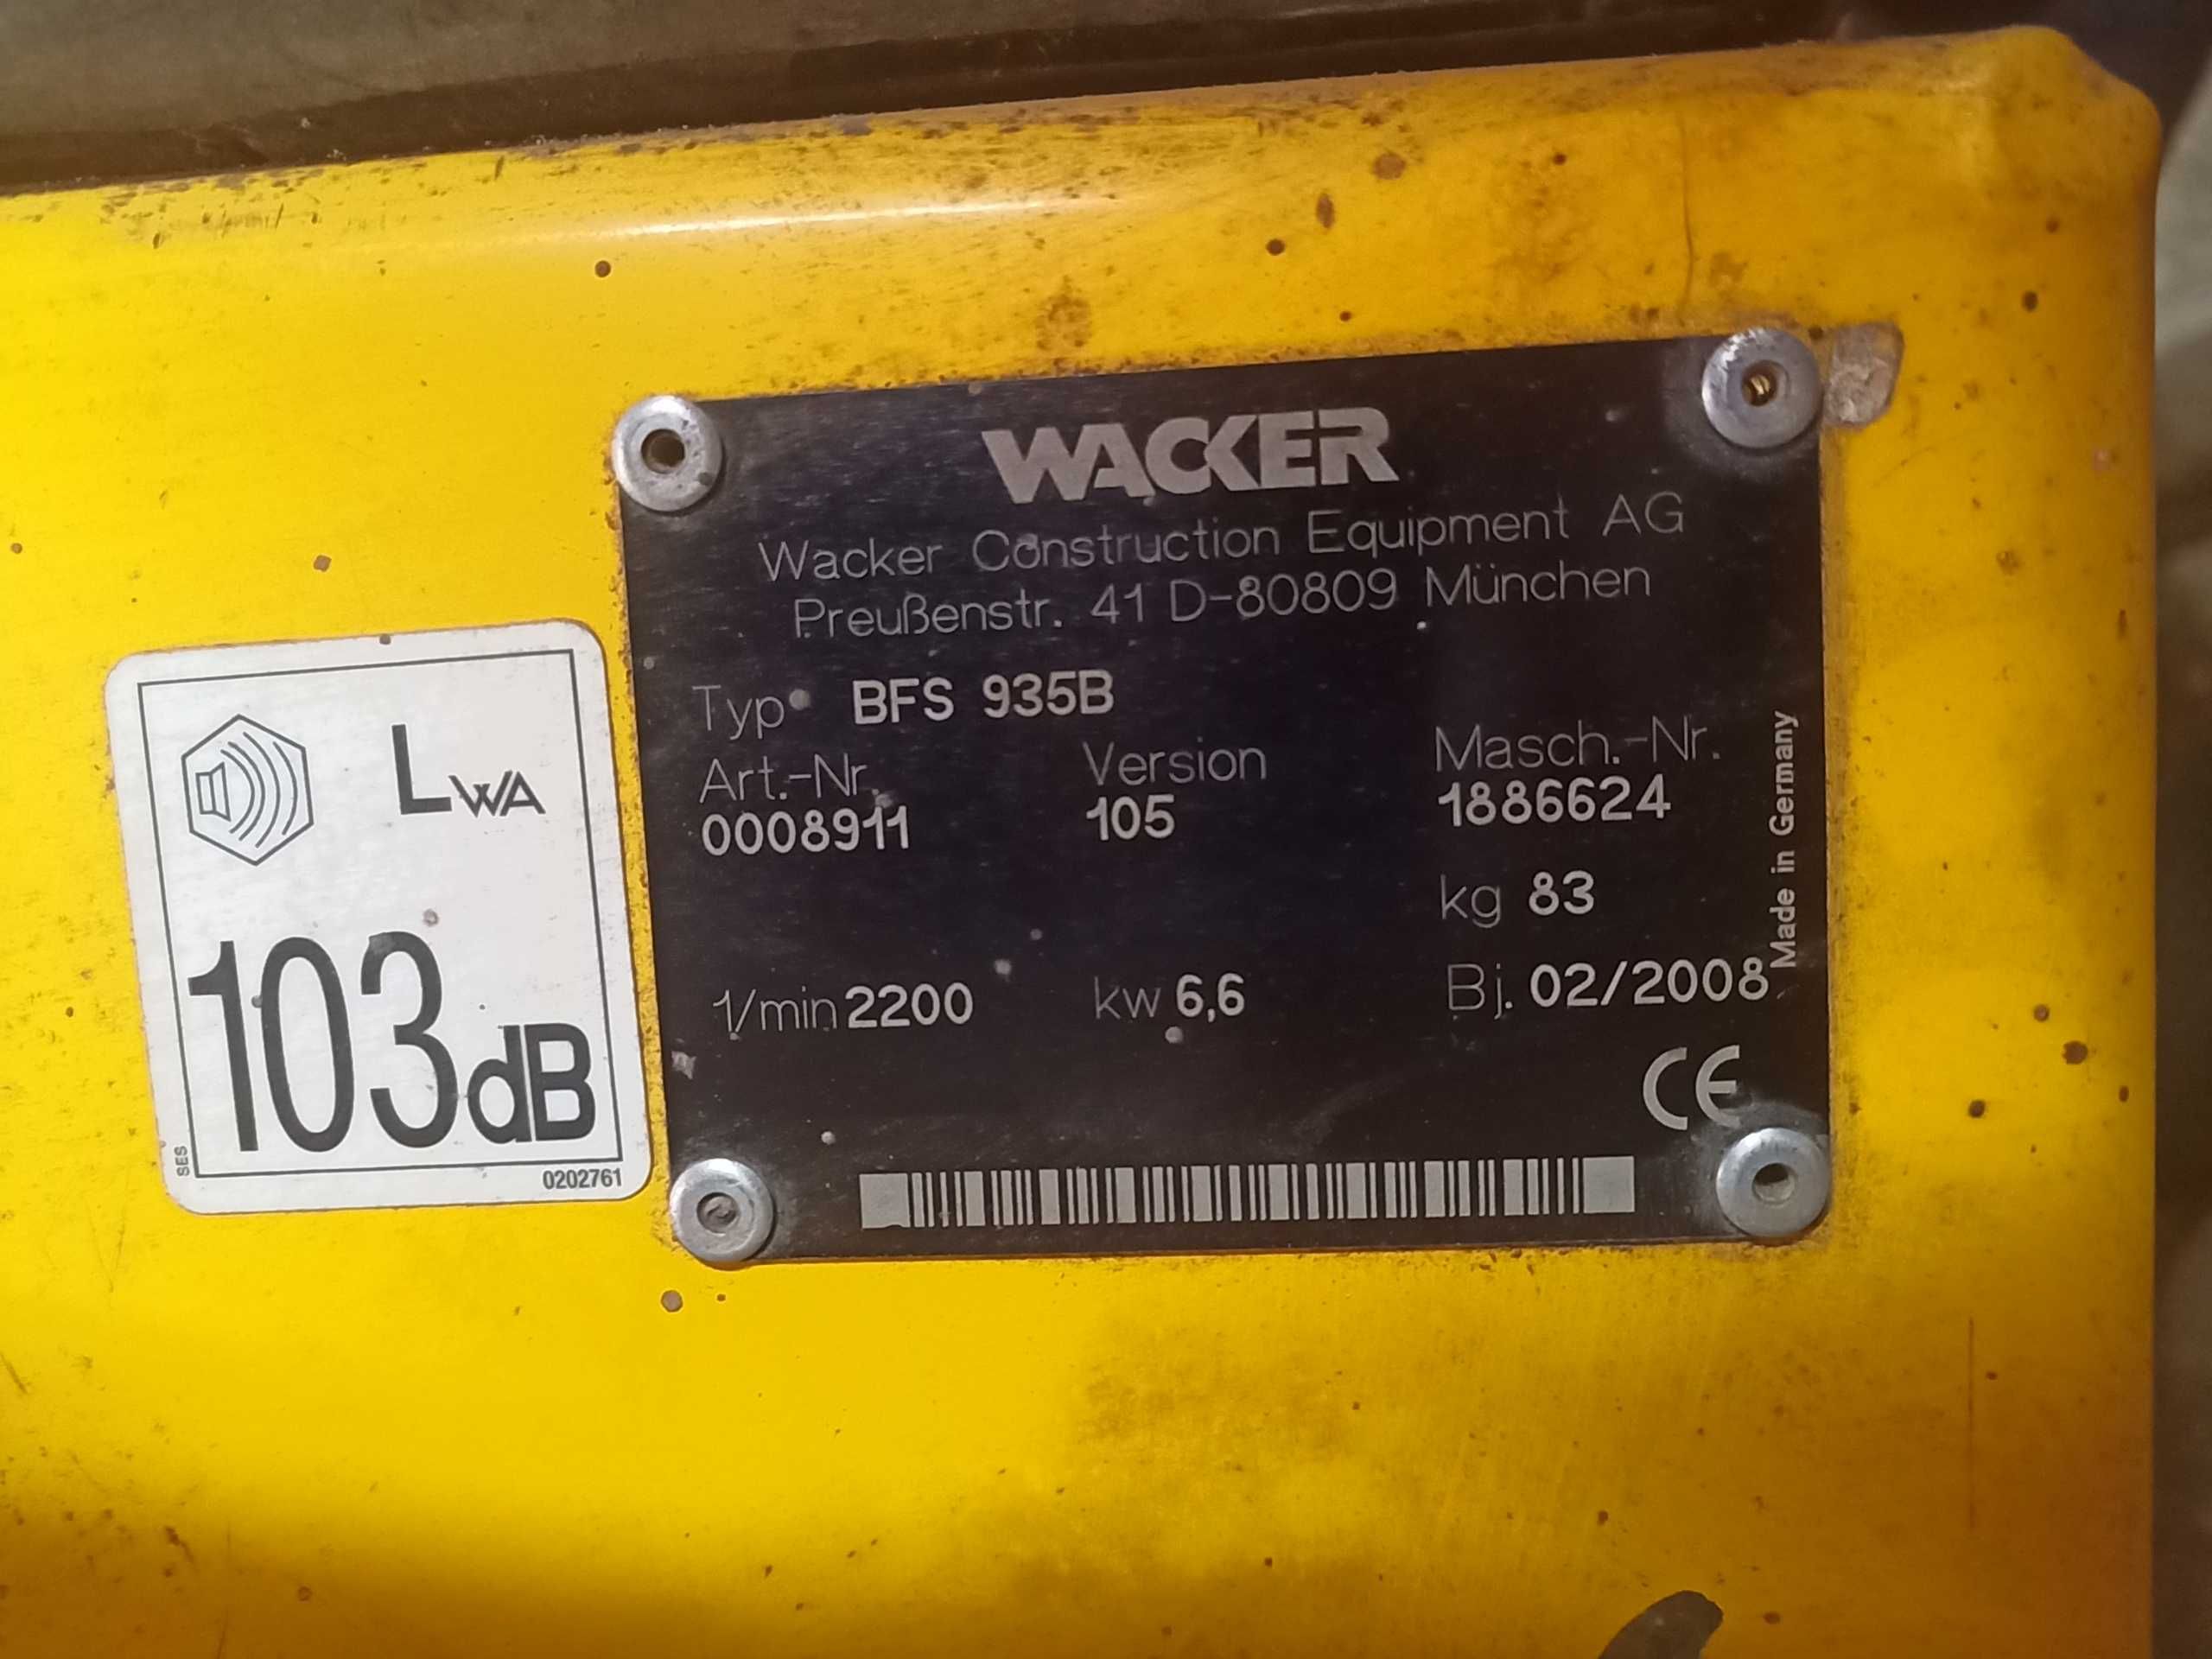 WACKER
Wacker Construction Equipment AG
Preußenstr. 41 D-80809 München
Typ BFS 935B
Art.-Nr. Version Masch.-Nr.
0008911 105 1886624
kg 83
1/min 2200 kw 6,6 Bj. 02/2008
Made in Germany
CE
LWA
103dB
SES
0202761